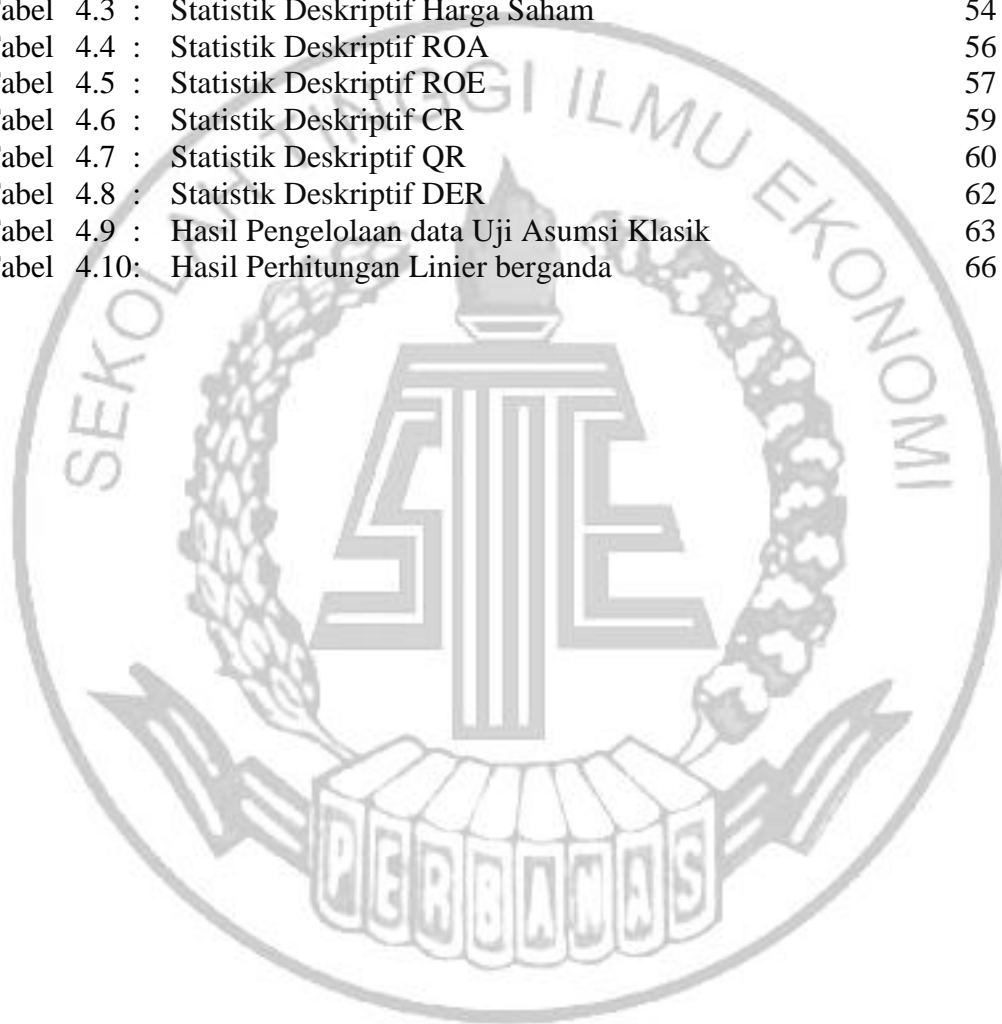 abel 4.3 : Statistik Deskriptif Harga Saham 54
abel 4.4 : Statistik Deskriptif ROA 56
abel 4.5 : Statistik Deskriptif ROE 57
abel 4.6 : Statistik Deskriptif CR 59
abel 4.7 : Statistik Deskriptif QR 60
abel 4.8 : Statistik Deskriptif DER 62
abel 4.9 : Hasil Pengelolaan data Uji Asumsi Klasik 63
abel 4.10: Hasil Perhitungan Linier berganda 66
SEKOLAH TINGGI ILMU EKONOMI
STIE
PERBANAS